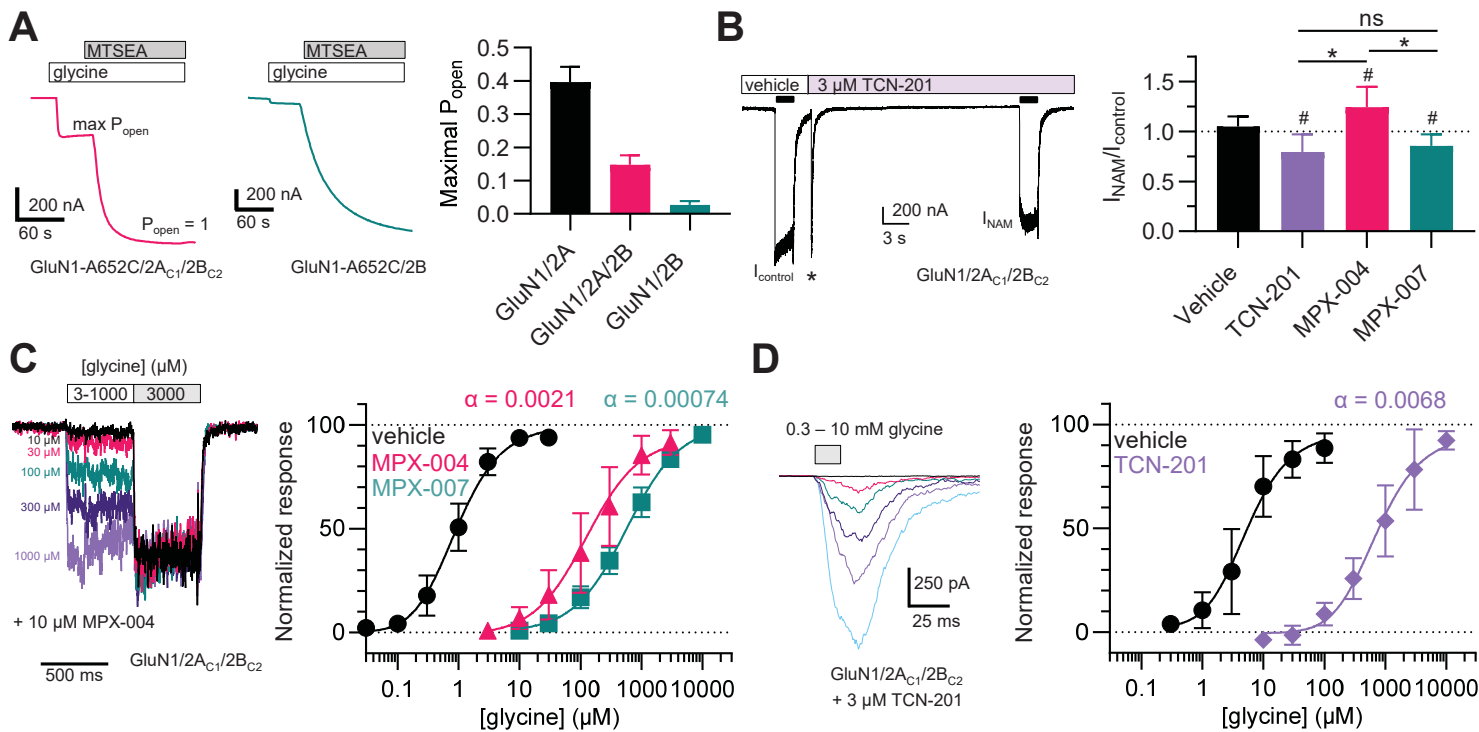 A
MTSEA
glycine
max Popen
200 nA
60 s
Popen = 1
GluN1-A652C/2AC1/2BC2
MTSEA
glycine
200 nA
60 s
GluN1-A652C/2B
Maximal Popen
0.5
0.4
0.3
0.2
0.1
0.0
GluN1/2A
GluN1/2A/2B
GluN1/2B
B
vehicle
3 µM TCN-201
200 nA
3 s
Icontrol
*
INAM
GluN1/2AC1/2BC2
INAM/Icontrol
1.5
1.0
0.5
0.0
ns
* *
# # #
Vehicle
TCN-201
MPX-004
MPX-007
C
[glycine] (µM)
3-1000 3000
10 µM
30 µM
100 µM
300 µM
1000 µM
+ 10 µM MPX-004
500 ms
GluN1/2AC1/2BC2
α = 0.0021 α = 0.00074
vehicle
MPX-004
MPX-007
Normalized response
100
50
0
0.1 1 10 100 1000 10000
[glycine] (µM)
D
0.3 – 10 mM glycine
250 pA
25 ms
GluN1/2AC1/2BC2
+ 3 µM TCN-201
α = 0.0068
vehicle
TCN-201
Normalized response
100
50
0
0.1 1 10 100 1000 10000
[glycine] (µM)